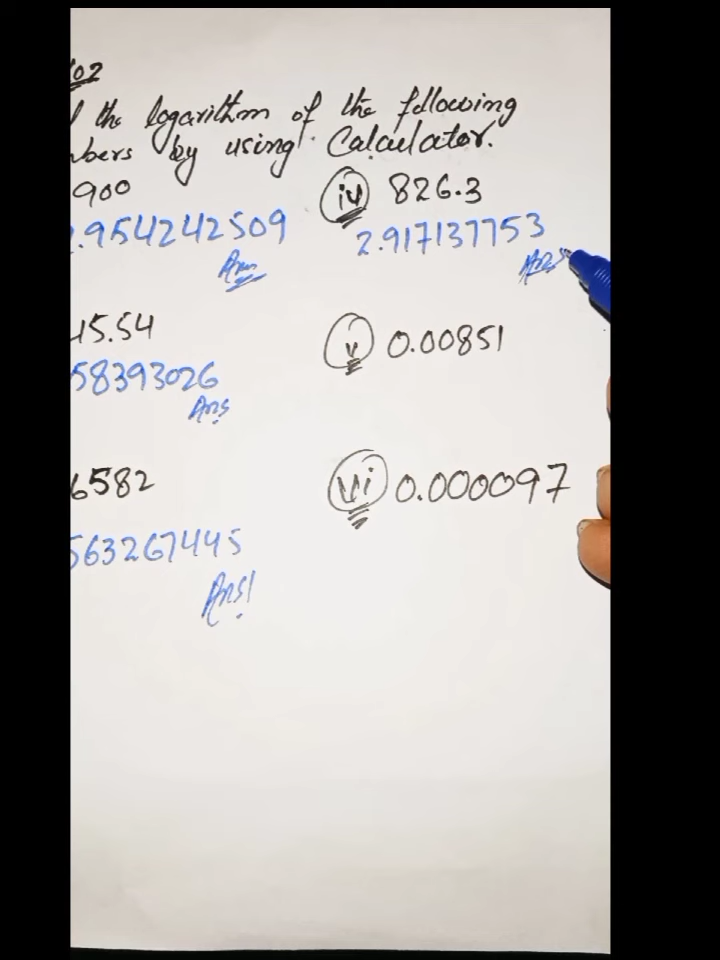 02
the logarithm of the following
by using Calculator.
900
iv 826.3
.954242509
2.917137753
Ans
Ans
15.54
v 0.00851
58393026
Ans
6582
vi 0.000097
563267445
Ans